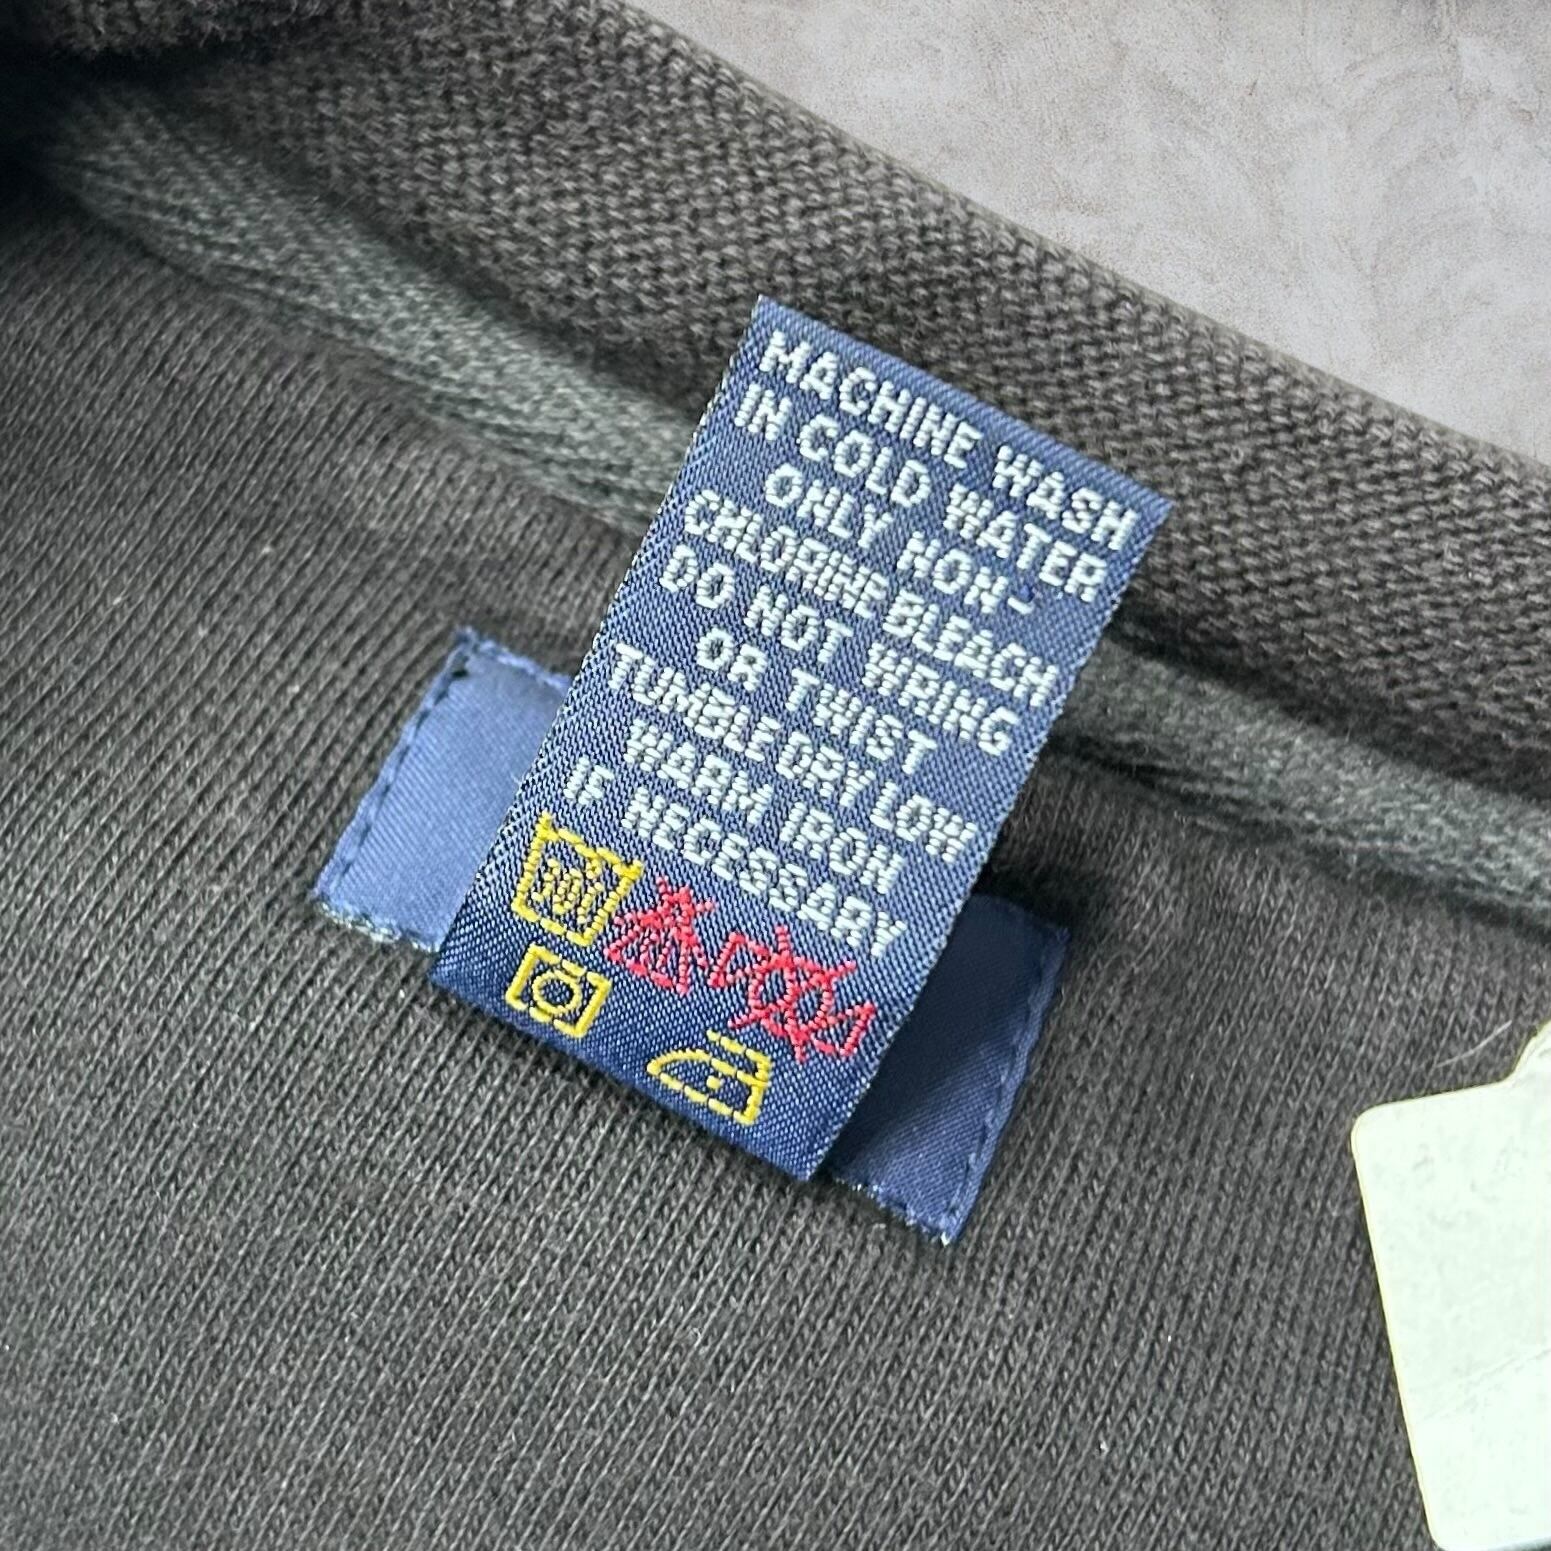 MACHINE WASH
IN COLD WATER
ONLY NON-
CHLORINE BLEACH
DO NOT WRING
OR TWIST
TUMBLE DRY LOW
WARM IRON
IF NECESSARY